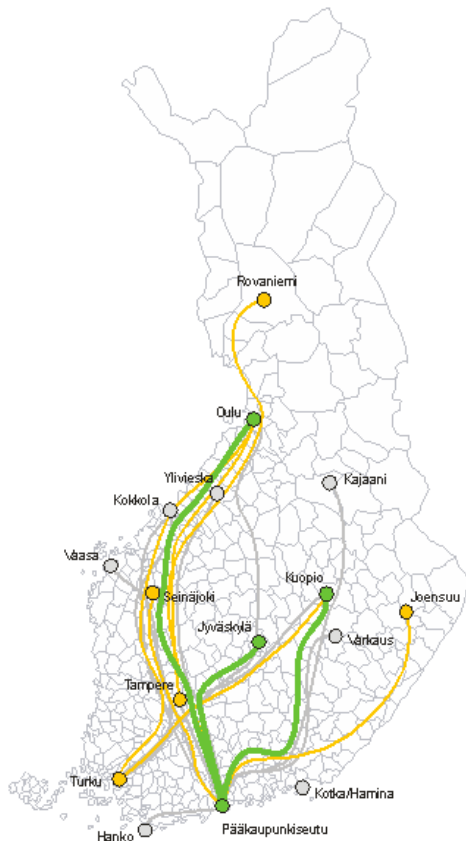 Rovaniemi
Oulu
Ylivieska
Kajaani
Kokkola
Vaasa
Kuopio
Seinäjoki
Joensuu
Jyväskylä
Varkaus
Tampere
Turku
Kotka/Hamina
Pääkaupunkiseutu
Hanko